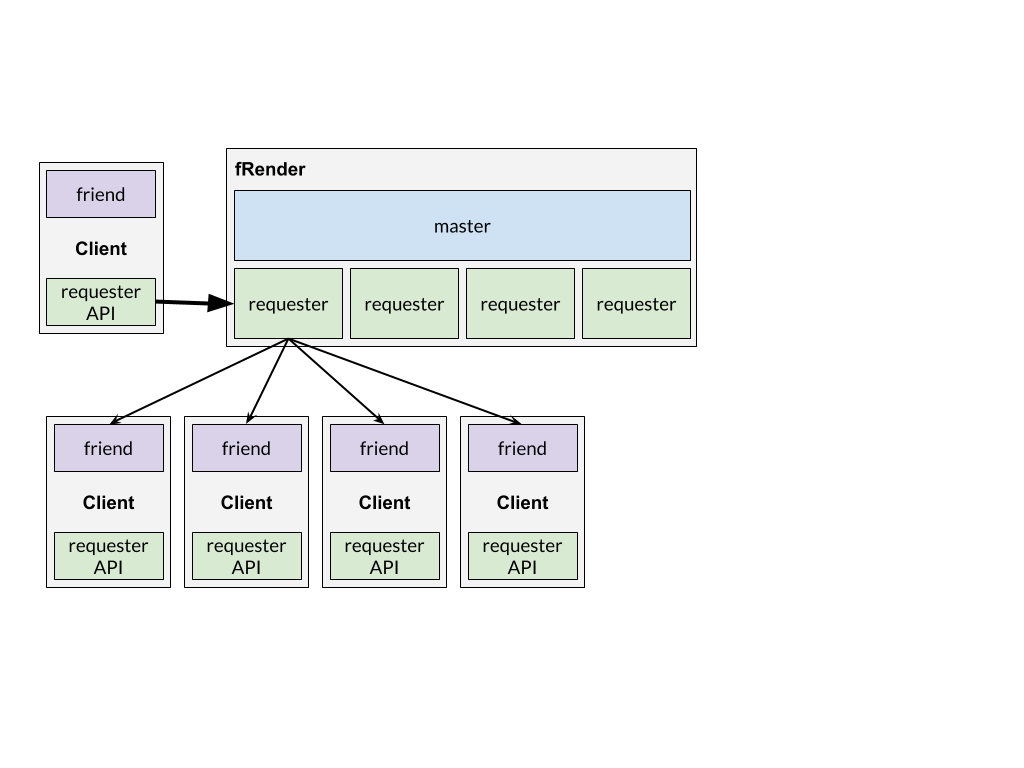 friend
Client
requester
API
fRender
master
requester
requester
requester
requester
friend
Client
requester
API
friend
Client
requester
API
friend
Client
requester
API
friend
Client
requester
API